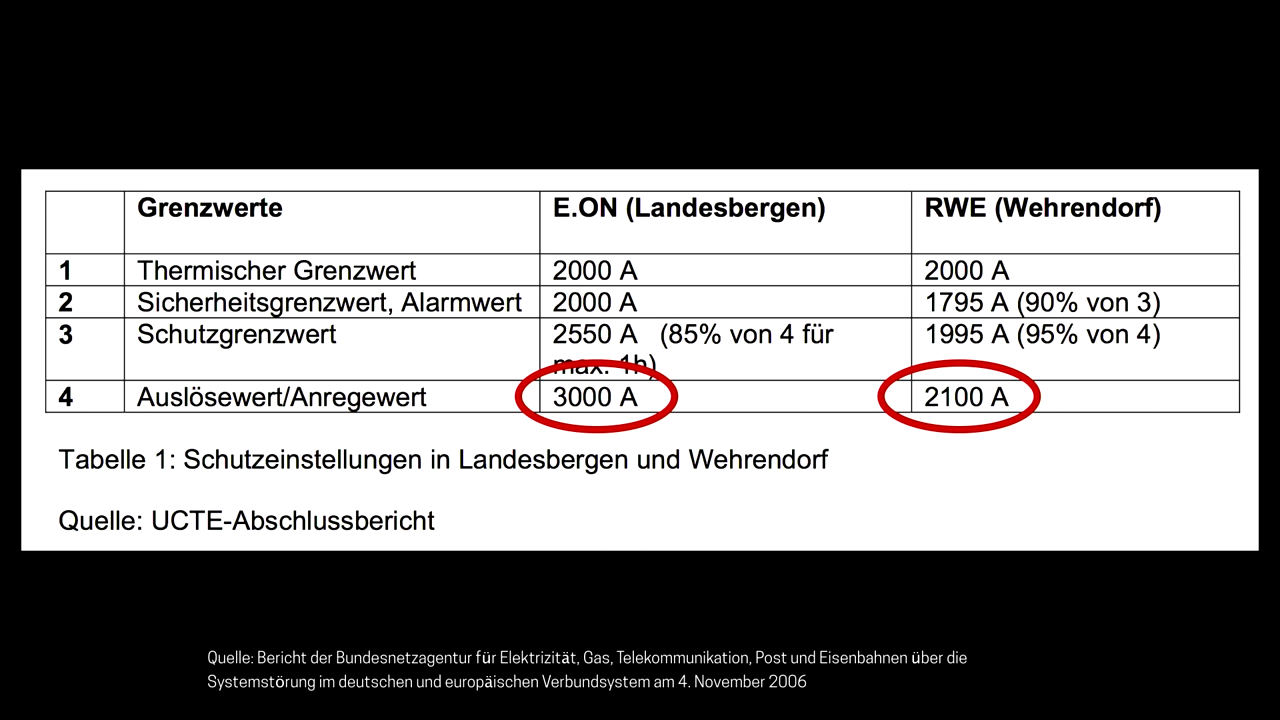 Grenzwerte E.ON (Landesbergen) RWE (Wehrendorf)
1 Thermischer Grenzwert 2000 A 2000 A
2 Sicherheitsgrenzwert, Alarmwert 2000 A 1795 A (90% von 3)
3 Schutzgrenzwert 2550 A (85% von 4 für 1995 A (95% von 4)
max. 1h)
4 Auslösewert/Anregewert 3000 A 2100 A
Tabelle 1: Schutzeinstellungen in Landesbergen und Wehrendorf
Quelle: UCTE-Abschlussbericht
Quelle: Bericht der Bundesnetzagentur für Elektrizität, Gas, Telekommunikation, Post und Eisenbahnen über die
Systemstörung im deutschen und europäischen Verbundsystem am 4. November 2006